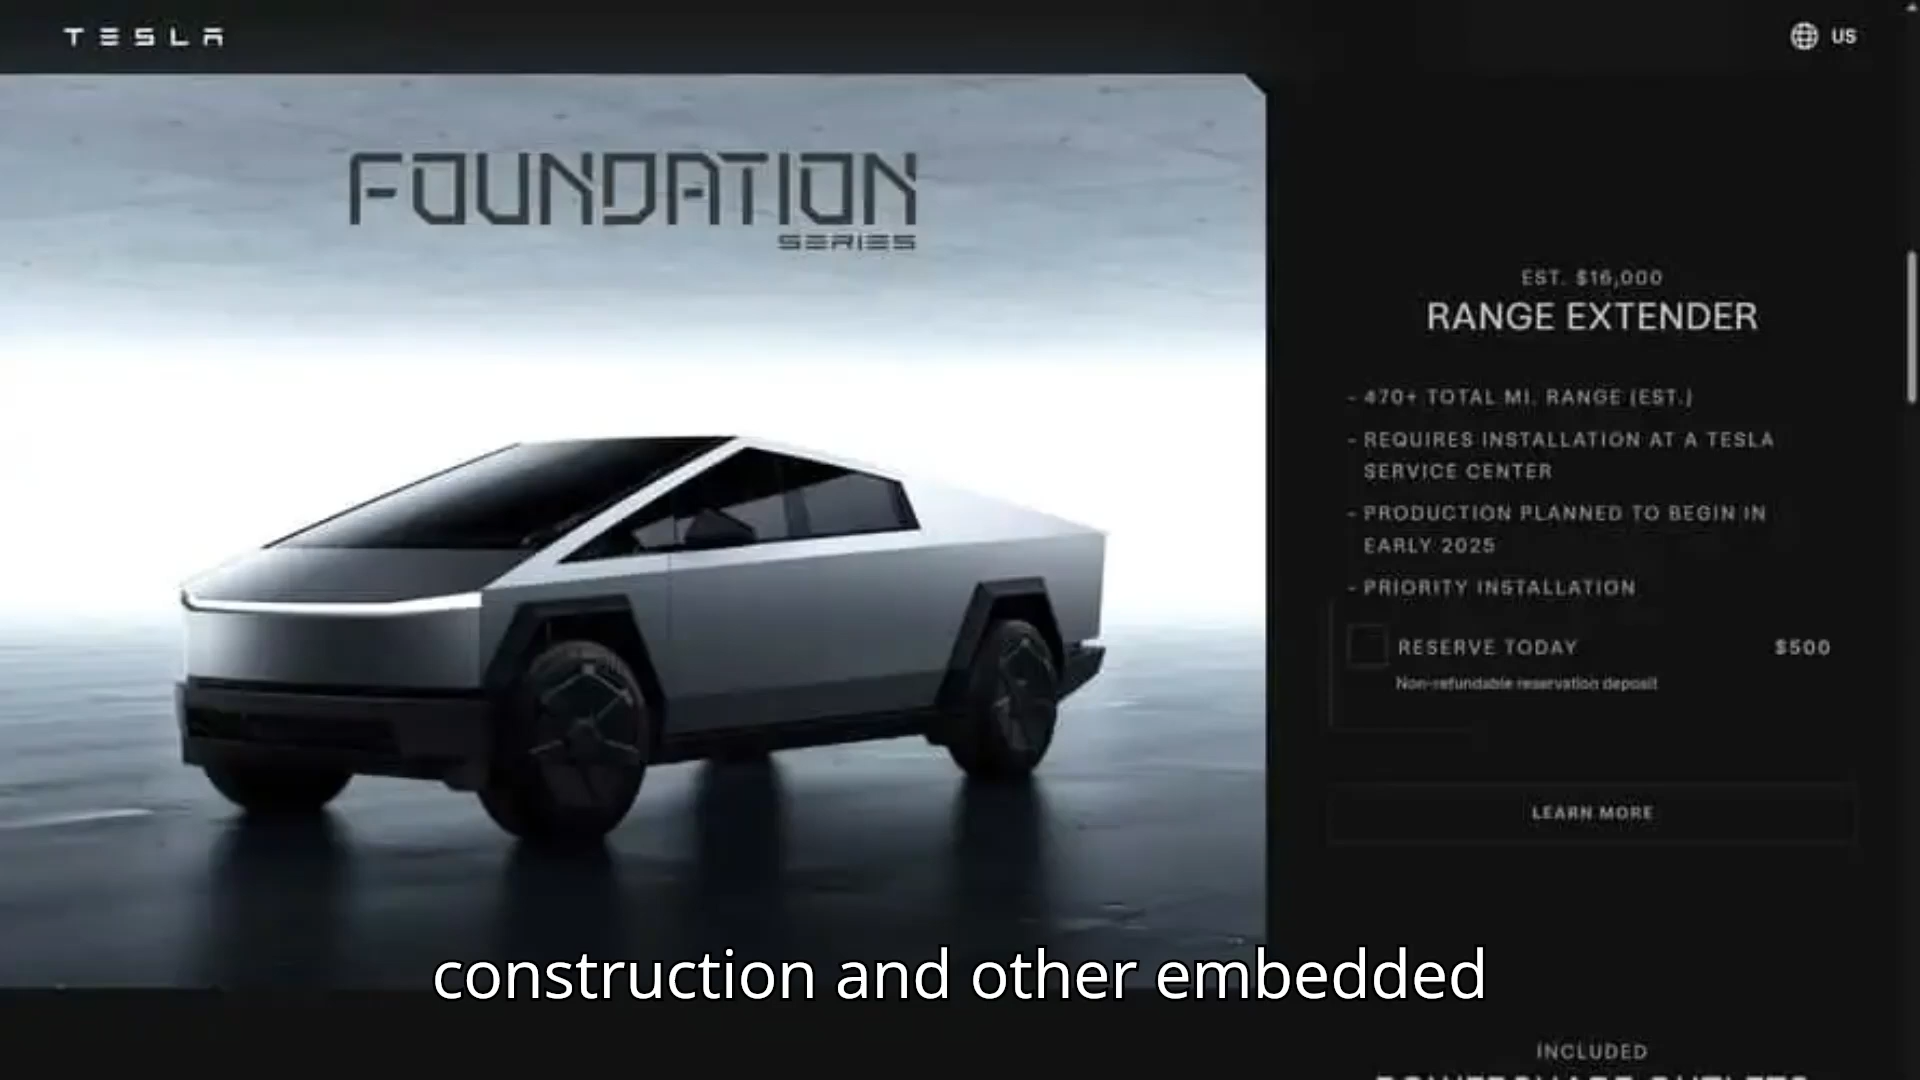 TESLA
US
FOUNDATION
SERIES
EST. $16,000
RANGE EXTENDER
- 470+ TOTAL MI. RANGE (EST.)
- REQUIRES INSTALLATION AT A TESLA
SERVICE CENTER
- PRODUCTION PLANNED TO BEGIN IN
EARLY 2025
- PRIORITY INSTALLATION
RESERVE TODAY
$500
Non-refundable reservation deposit
LEARN MORE
construction and other embedded
INCLUDED